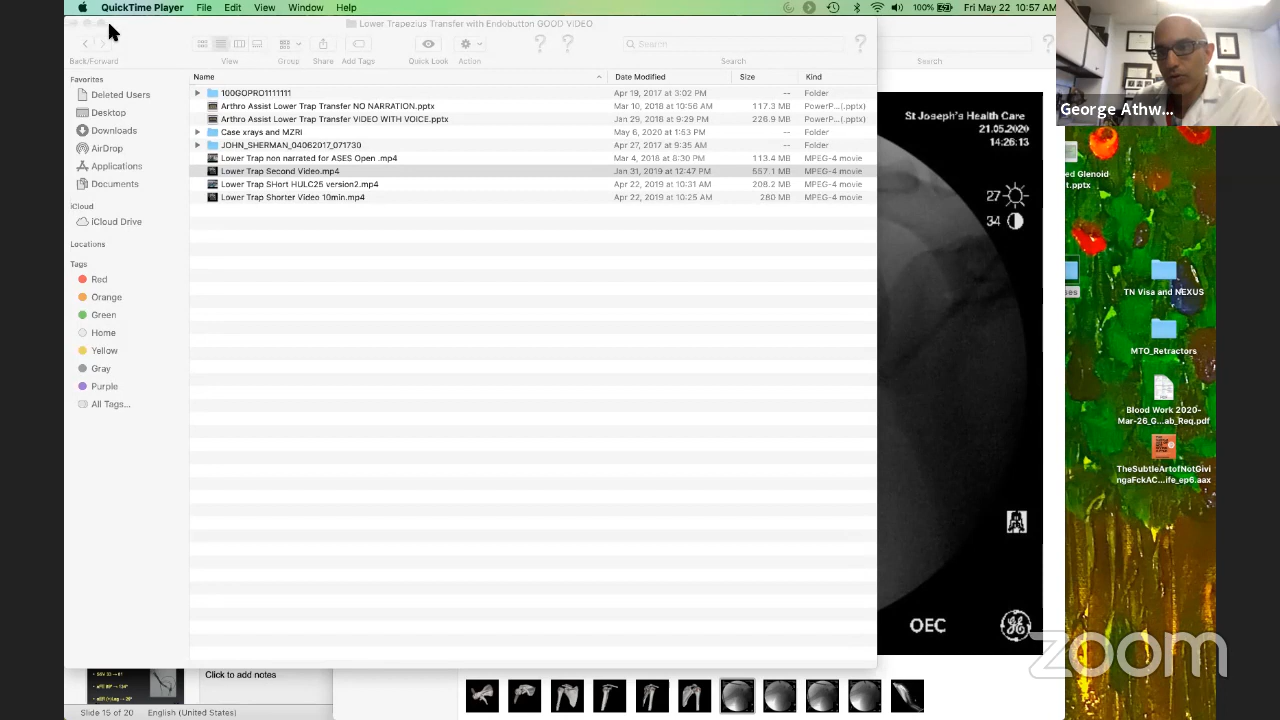 QuickTime Player File Edit View Window Help
100% Fri May 22 10:57 AM
Lower Trapezius Transfer with Endobutton GOOD VIDEO
Search
Back/Forward View Group Share Add Tags Quick Look Action Search Search
Favorites
Deleted Users
Desktop
Downloads
AirDrop
Applications
Documents
iCloud
iCloud Drive
Locations
Tags
Red
Orange
Green
Home
Yellow
Gray
Purple
All Tags...
Name Date Modified Size Kind
100GOPRO1111111 Apr 19, 2017 at 3:02 PM -- Folder
Arthro Assist Lower Trap Transfer NO NARRATION.pptx Mar 10, 2018 at 10:56 AM 117.3 MB PowerP...(.pptx)
Arthro Assist Lower Trap Transfer VIDEO WITH VOICE.pptx Jan 29, 2018 at 9:29 PM 226.9 MB PowerP...(.pptx)
Case xrays and MZRI May 6, 2020 at 1:53 PM -- Folder
JOHN_SHERMAN_04062017_071730 Apr 27, 2017 at 9:35 AM -- Folder
Lower Trap non narrated for ASES Open .mp4 Mar 4, 2018 at 8:30 PM 113.4 MB MPEG-4 movie
Lower Trap Second Video.mp4 Jan 31, 2019 at 12:47 PM 557.1 MB MPEG-4 movie
Lower Trap SHort HULC25 version2.mp4 Apr 22, 2019 at 10:31 AM 208.2 MB MPEG-4 movie
Lower Trap Shorter Video 10min.mp4 Apr 27, 2019 at 10:25 AM 280 MB MPEG-4 movie
St Joseph's Health Care
21.05.2020
14:26:13
27
34
OEC
GE
George Athw...
ed Glenoid
t.pptx
ses
TN Visa and NEXUS
MTO_Retractors
Blood Work 2020-
Mar-26_G...ab_Req.pdf
TheSubtleArtofNotGivi
ngaFckAC...ife_ep6.aax
zoom
Click to add notes
Slide 15 of 20 English (United States)